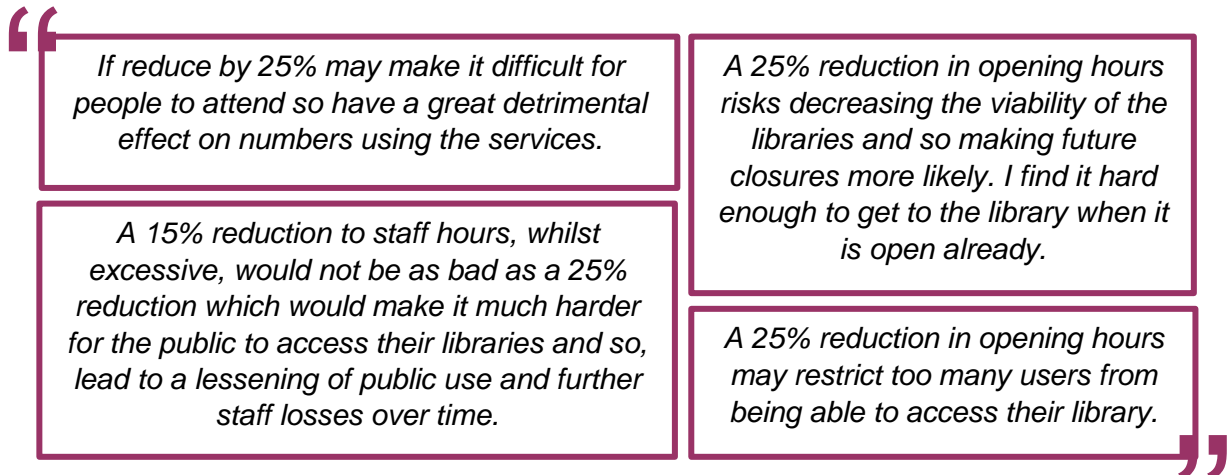 “
If reduce by 25% may make it difficult for
people to attend so have a great detrimental
effect on numbers using the services.
A 15% reduction to staff hours, whilst
excessive, would not be as bad as a 25%
reduction which would make it much harder
for the public to access their libraries and so,
lead to a lessening of public use and further
staff losses over time.
A 25% reduction in opening hours
risks decreasing the viability of the
libraries and so making future
closures more likely. I find it hard
enough to get to the library when it
is open already.
A 25% reduction in opening hours
may restrict too many users from
being able to access their library.
”